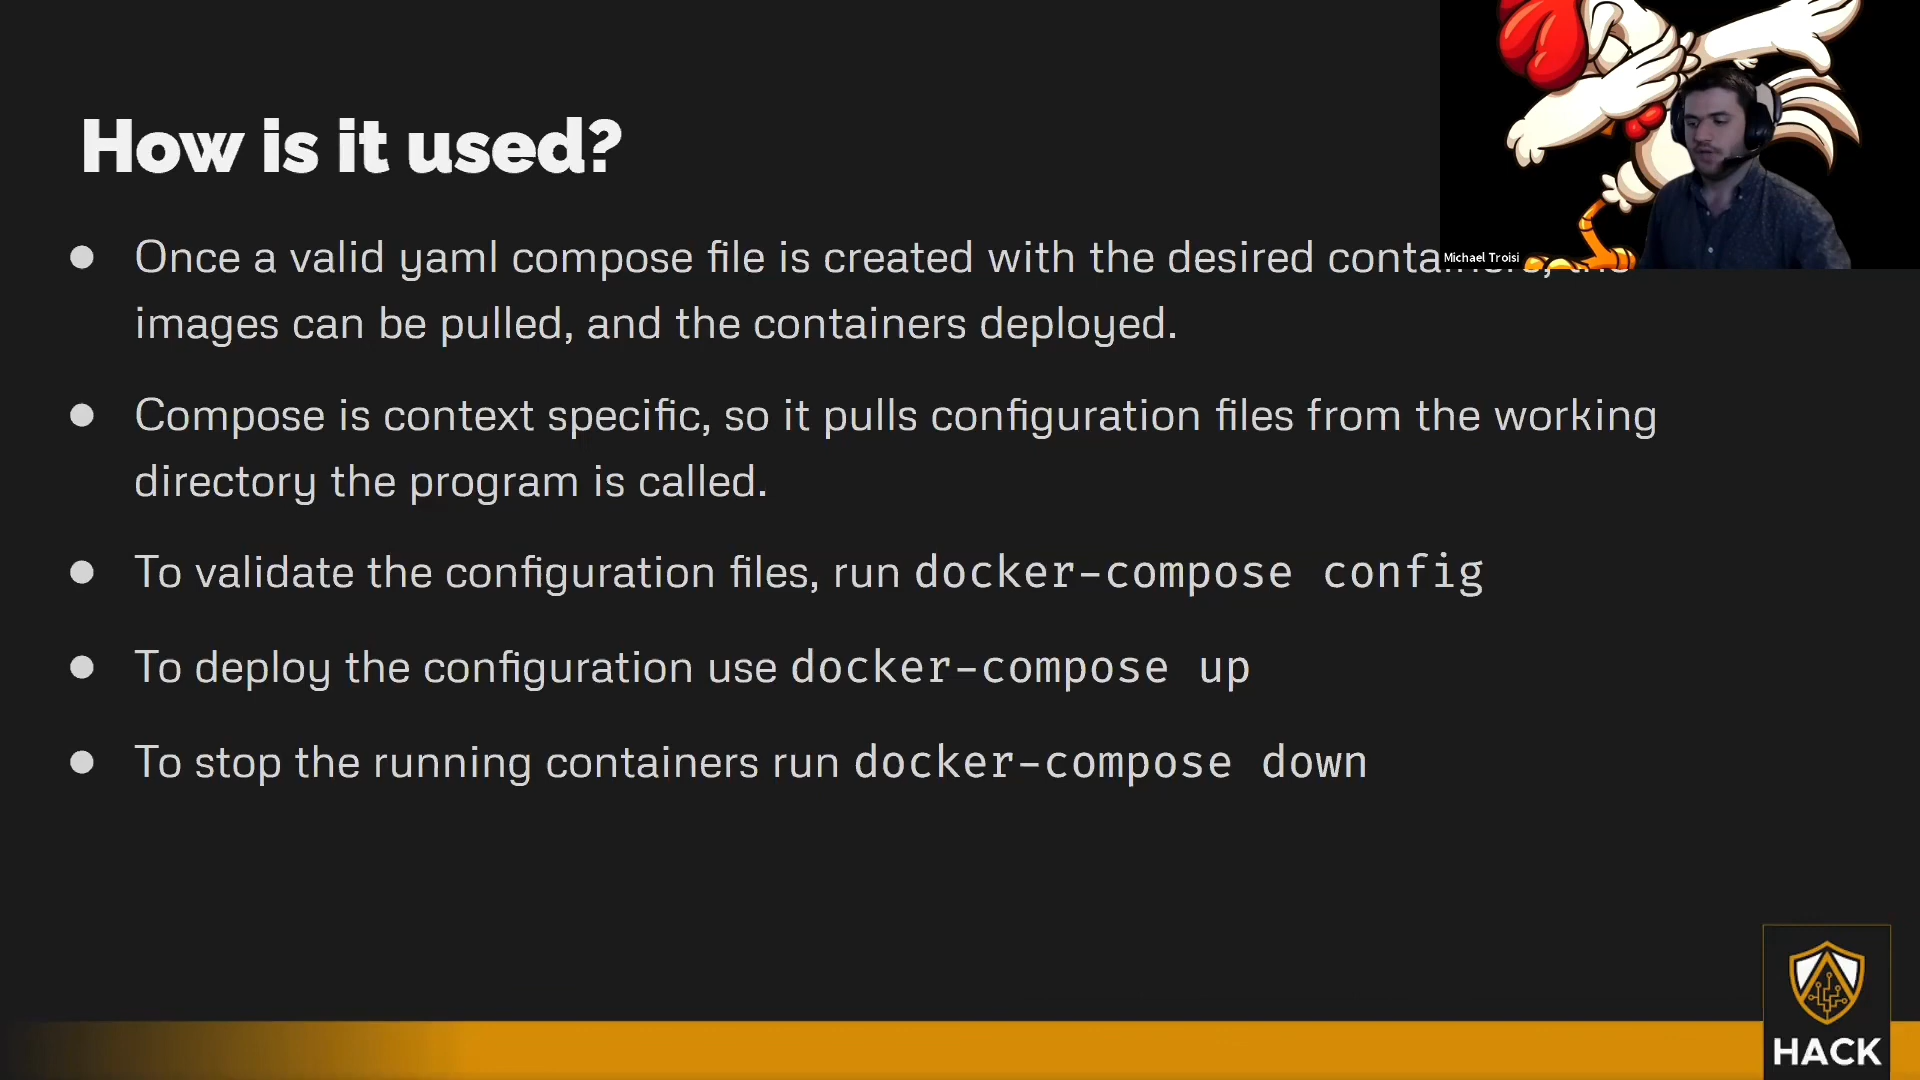 How is it used?
● Once a valid yaml compose file is created with the desired containers, the
images can be pulled, and the containers deployed.
● Compose is context specific, so it pulls configuration files from the working
directory the program is called.
● To validate the configuration files, run docker-compose config
● To deploy the configuration use docker-compose up
● To stop the running containers run docker-compose down
Michael Troisi
HACK